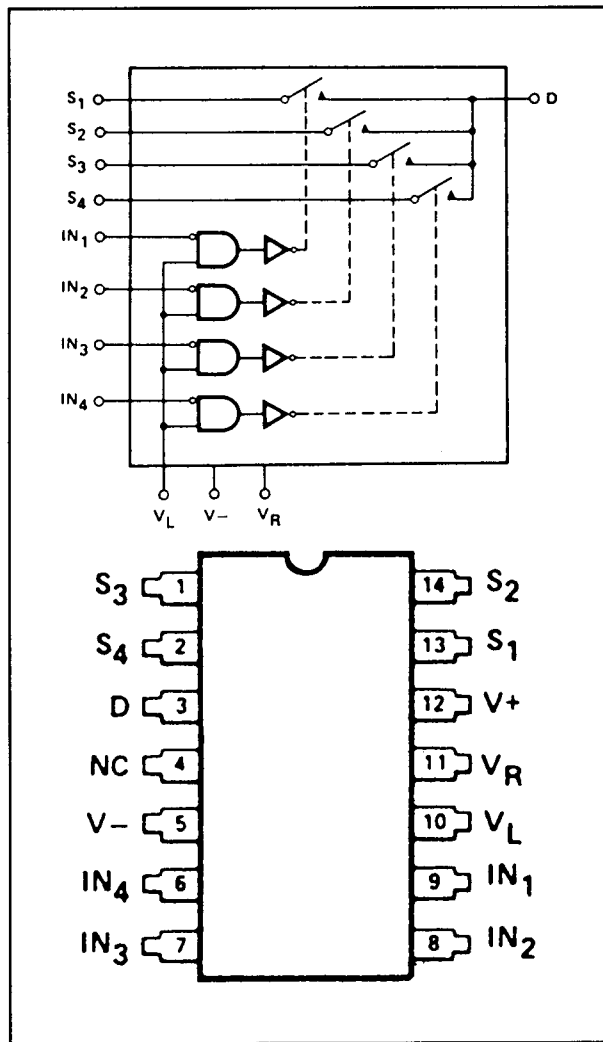 S1 D
S2
S3
S4
IN1
IN2
IN3
IN4
VL V− VR
S3 1 14 S2
S4 2 13 S1
D 3 12 V+
NC 4 11 VR
V− 5 10 VL
IN4 6 9 IN1
IN3 7 8 IN2